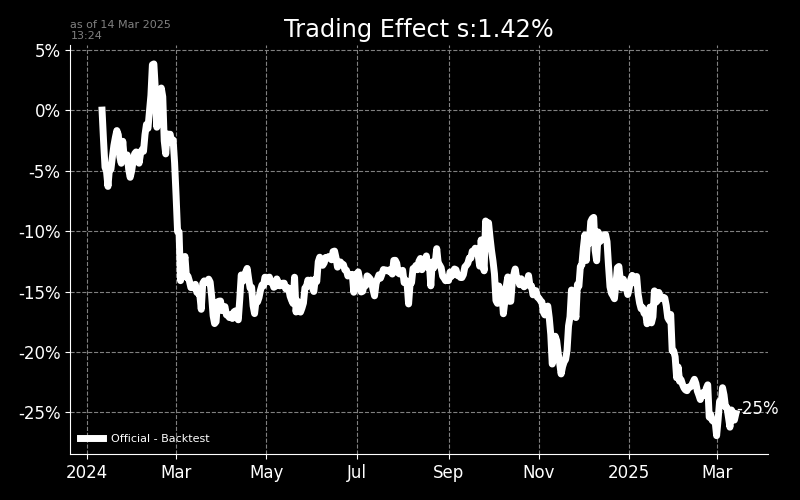 as of 14 Mar 2025
13:24
Trading Effect s:1.42%
5%
0%
-5%
-10%
-15%
-20%
-25%
-25%
Official - Backtest
2024 Mar May Jul Sep Nov 2025 Mar